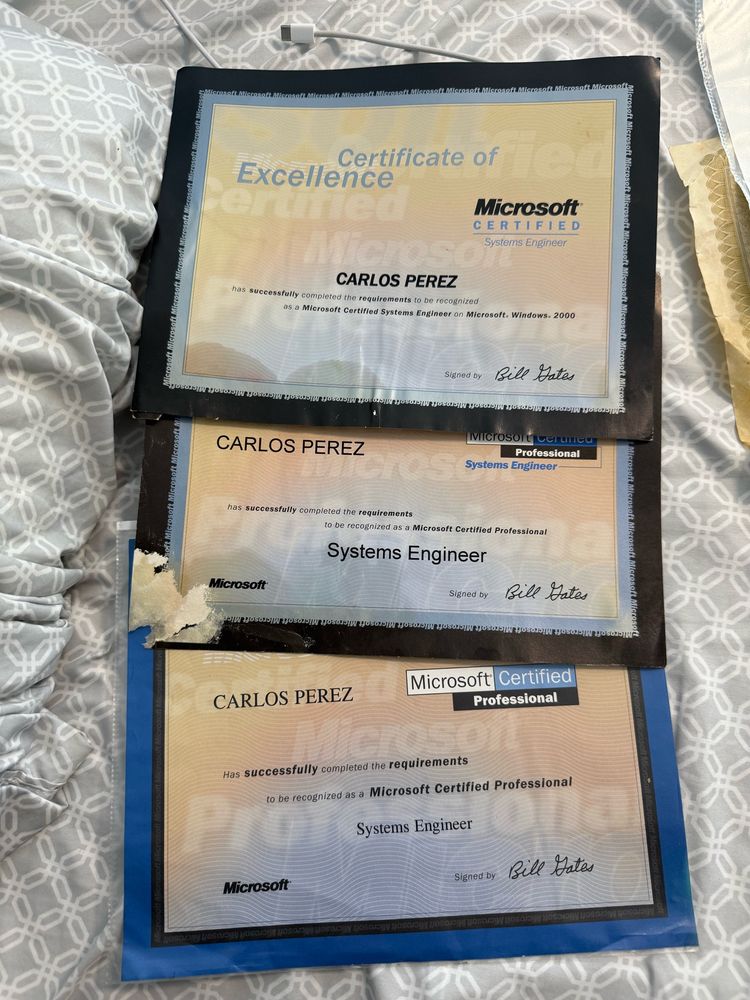 Certificate of
Excellence
Microsoft
CERTIFIED
Systems Engineer
CARLOS PEREZ
has successfully completed the requirements to be recognized
as a Microsoft Certified Systems Engineer on Microsoft® Windows® 2000
Signed by Bill Gates
CARLOS PEREZ
Microsoft Certified
Professional
Systems Engineer
has successfully completed the requirements
to be recognized as a Microsoft Certified Professional
Systems Engineer
Microsoft
Signed by Bill Gates
CARLOS PEREZ
Microsoft Certified
Professional
Has successfully completed the requirements
to be recognized as a Microsoft Certified Professional
Systems Engineer
Microsoft
Signed by Bill Gates